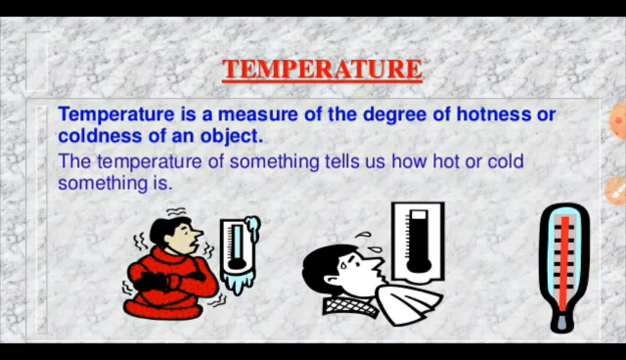 TEMPERATURE
Temperature is a measure of the degree of hotness or
coldness of an object.
The temperature of something tells us how hot or cold
something is.